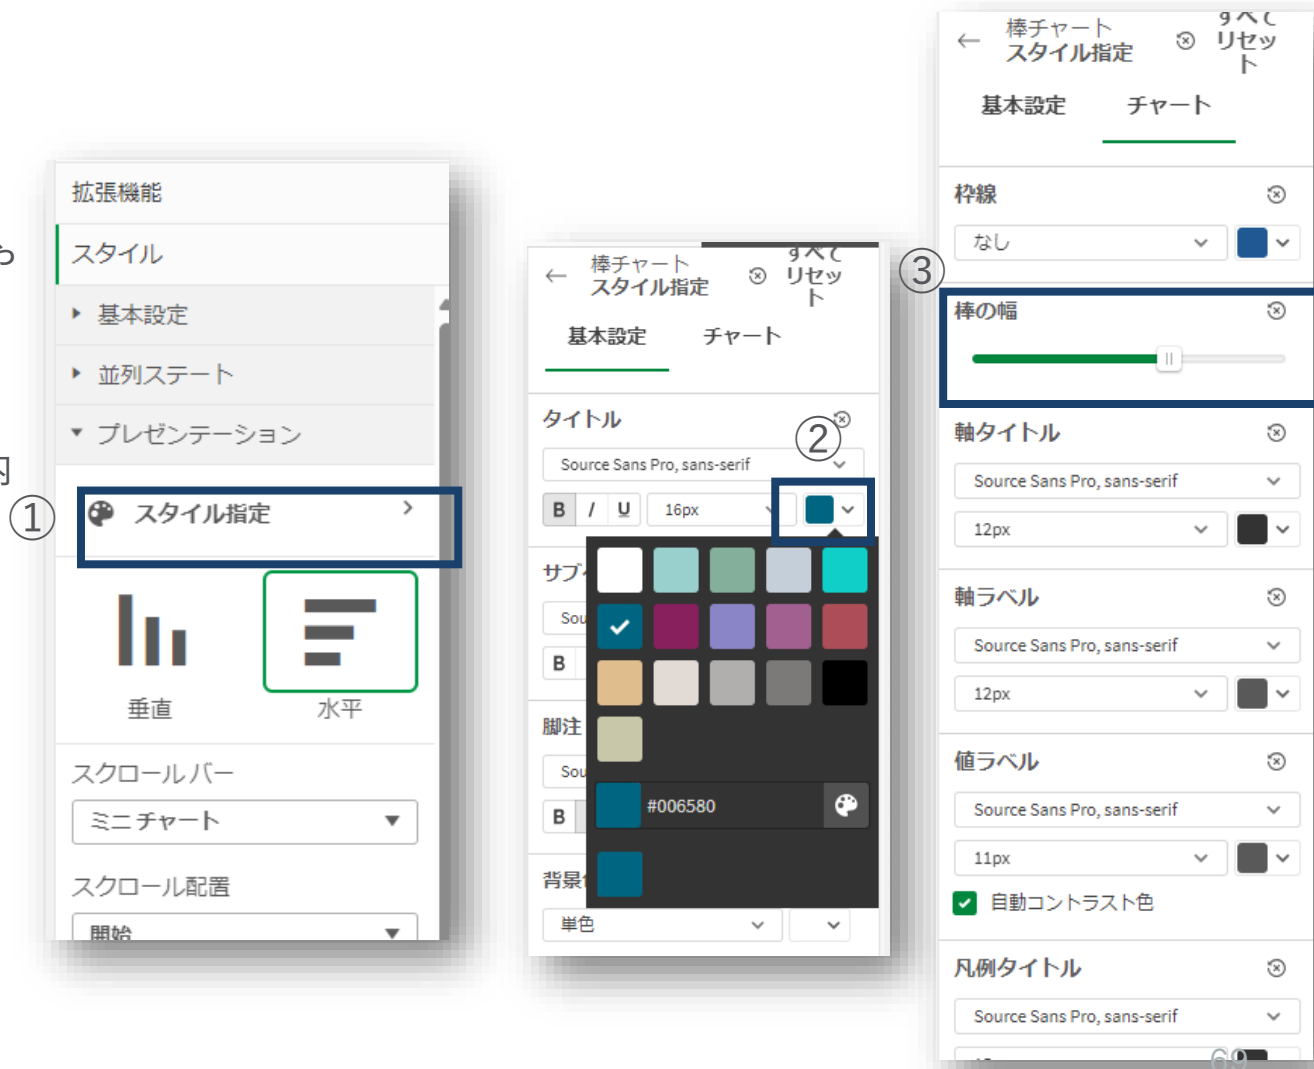 や
内
①
拡張機能
スタイル
基本設定
並列ステート
プレゼンテーション
スタイル指定
垂直
水平
スクロール バー
ミニ チャート
スクロール配置
開始
棒チャート
スタイル指定
すべて
リセッ
ト
基本設定
チャート
タイトル
②
Source Sans Pro, sans-serif
B I U 16px
サブ
Sou
B
#006580
脚注
Sou
B
背景
単色
棒チャート
スタイル指定
すべて
リセッ
ト
基本設定
チャート
枠線
なし
③
棒の幅
軸タイトル
Source Sans Pro, sans-serif
12px
軸ラベル
Source Sans Pro, sans-serif
12px
値ラベル
Source Sans Pro, sans-serif
11px
自動コントラスト色
凡例タイトル
Source Sans Pro, sans-serif
69